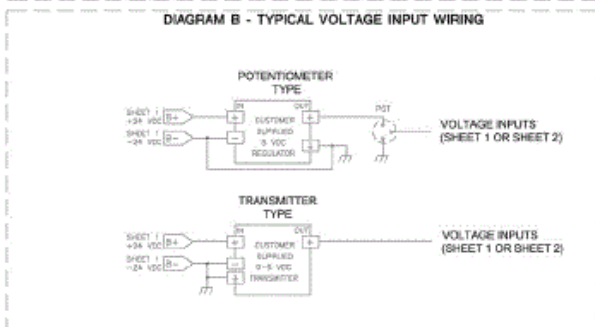 DIAGRAM B - TYPICAL VOLTAGE INPUT WIRING
POTENTIOMETER
TYPE
IN OUT
SHEET 1
+24 VDC
B+
+ +
POT
CUSTOMER
SUPPLIED
5 VDC
REGULATOR
SHEET 1
-24 VDC
B-
- -
VOLTAGE INPUTS
(SHEET 1 OR SHEET 2)
TRANSMITTER
TYPE
IN OUT
SHEET 1
+24 VDC
B+
+ +
CUSTOMER
SUPPLIED
0-5 VDC
TRANSMITTER
SHEET 1
-24 VDC
B-
-
+
VOLTAGE INPUTS
(SHEET 1 OR SHEET 2)